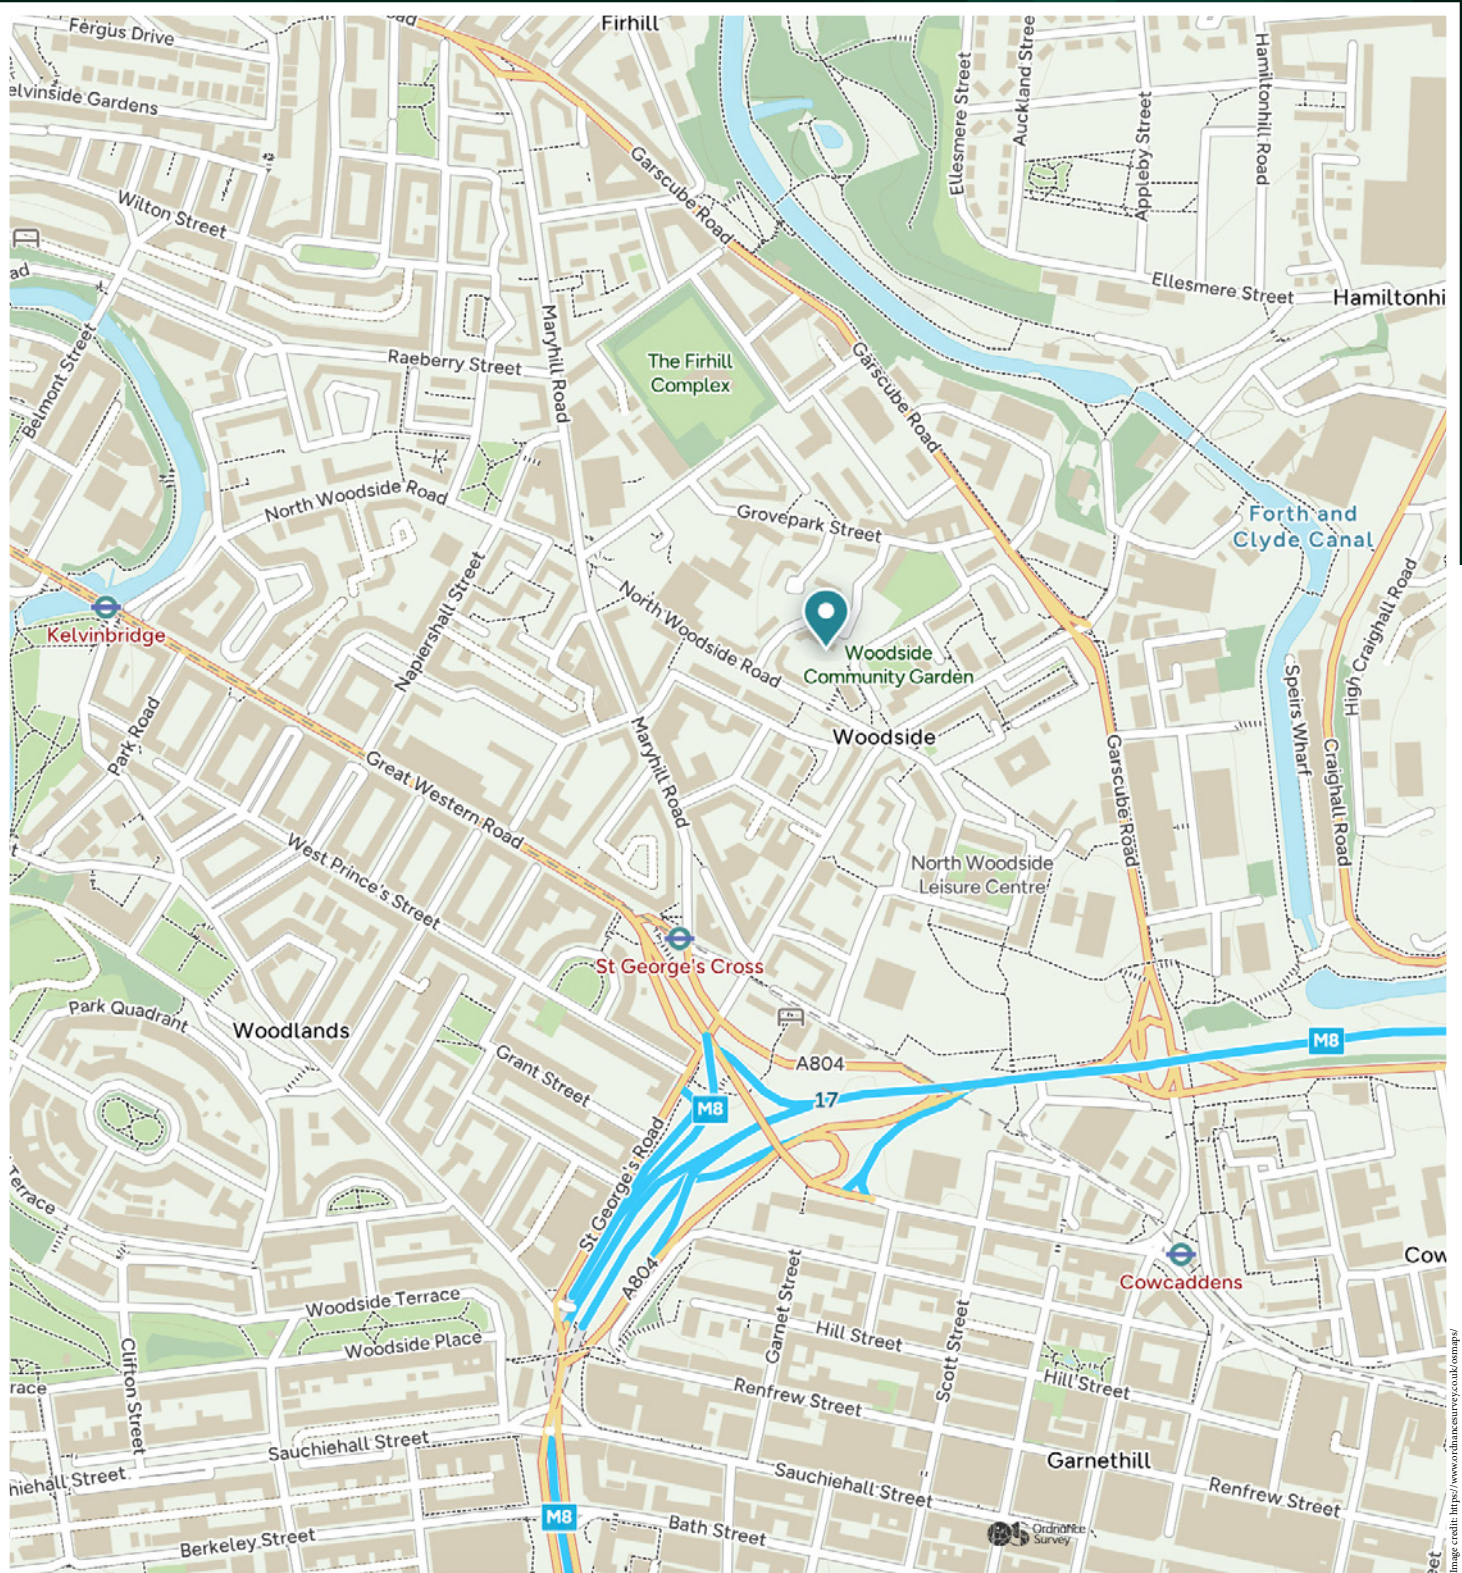 Firhill
Fergus Drive
elvinside Gardens
Ellesmere Street
Auckland Stree
Appleby Street
Hamiltonhill Road
Garscube Road
Wilton Street
ad
Ellesmere Street
Hamiltonhi
Maryhill Road
Belmont Street
Raeberry Street
The Firhill
Complex
Garscube Road
North Woodside Road
Grovepark Street
Forth and
Clyde Canal
Kelvinbridge
Napiershall Street
North Woodside Road
Woodside
Community Garden
High Craighall Road
Speirs Wharf
Park Road
Woodside
Maryhill Road
Great Western Road
Garscube Road
Craighall Road
West Prince's Street
North Woodside
Leisure Centre
St George's Cross
Park Quadrant
Woodlands
M8
A804
Grant Street
17
M8
St George's Road
Terrace
A804
Cow
Cowcaddens
Woodside Terrace
Woodside Place
Garnet Street
Hill Street
Scott Street
Hill Street
Clifton Street
race
Renfrew Street
Sauchiehall Street
hiehall Street
Garnethill
Sauchiehall Street
Renfrew Street
M8
Bath Street
Berkeley Street
Ordnance
Survey
eet
Image credit: https://www.ordnancesurvey.co.uk/osmaps/